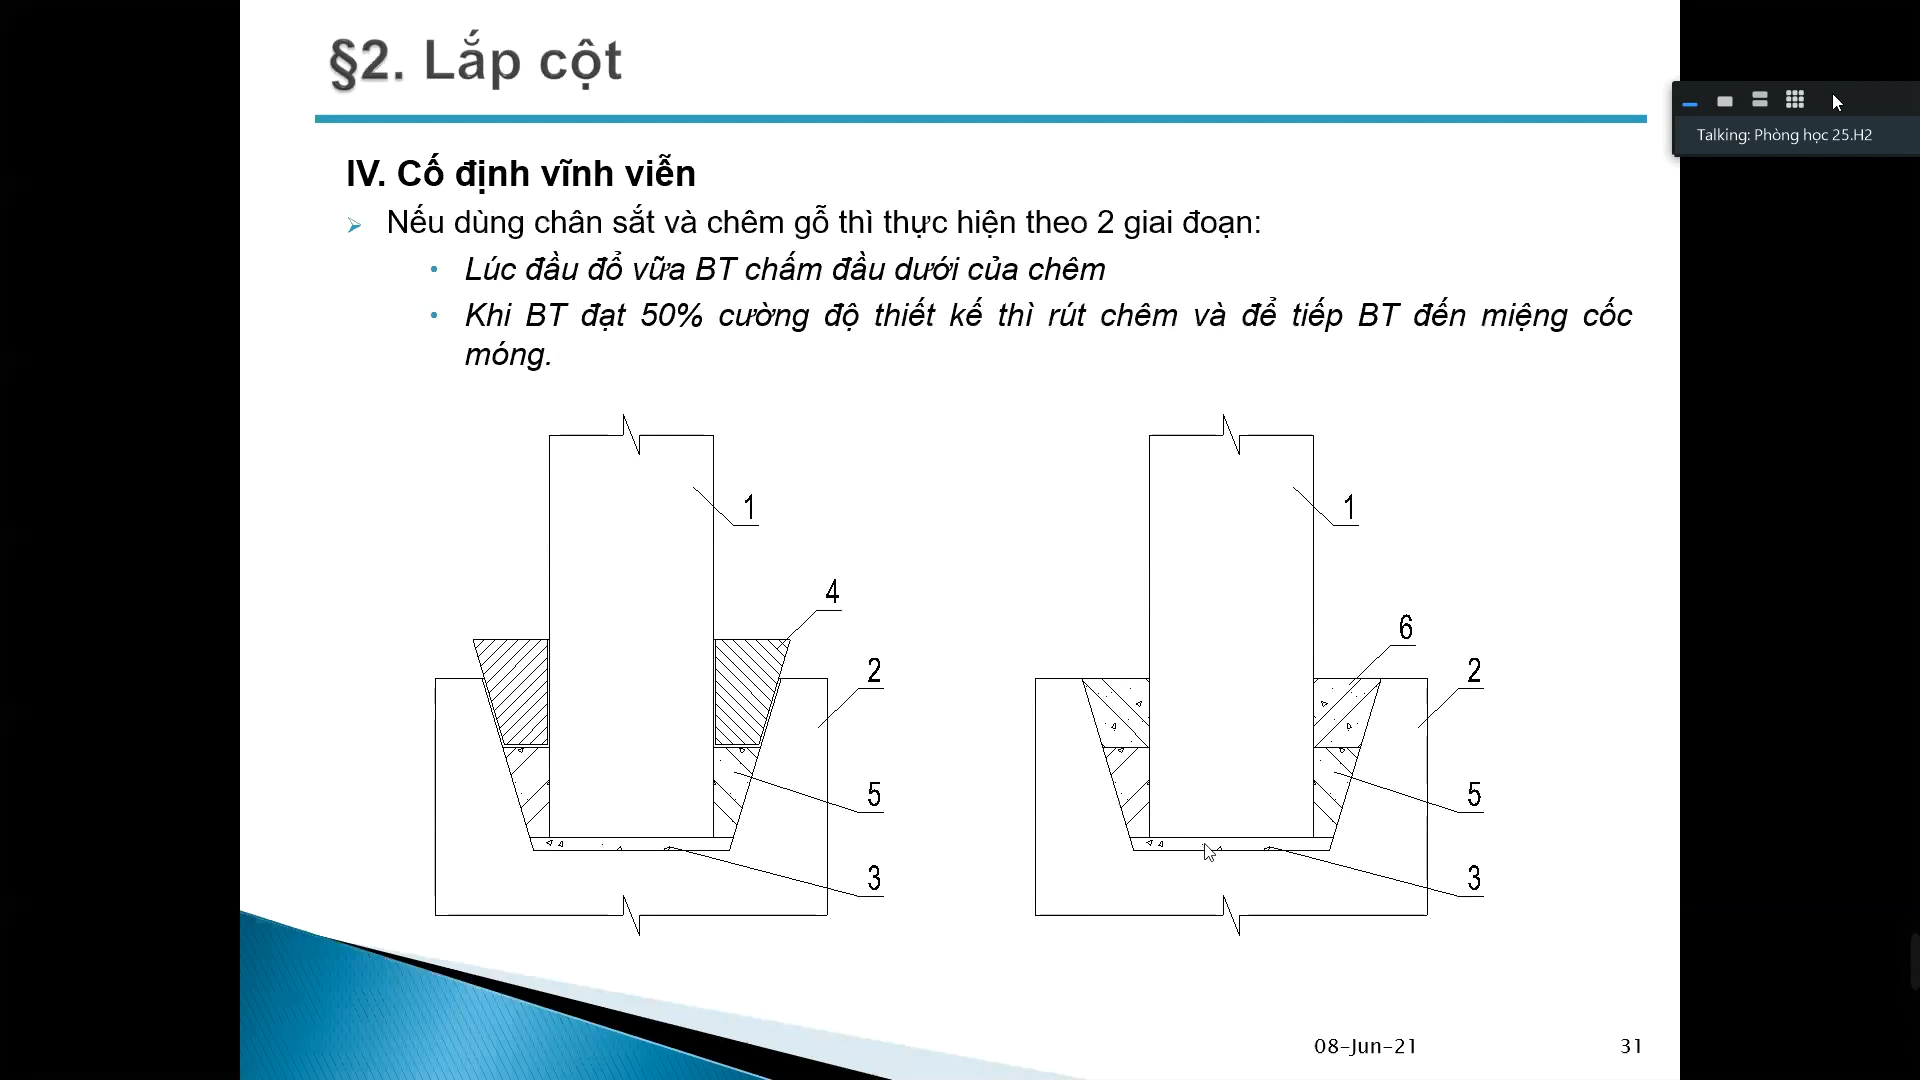 §2. Lắp cột
Talking: Phòng học 25.H2
IV. Cố định vĩnh viễn
Nếu dùng chân sắt và chêm gỗ thì thực hiện theo 2 giai đoạn:
Lúc đầu đổ vữa BT chấm đầu dưới của chêm
Khi BT đạt 50% cường độ thiết kế thì rút chêm và để tiếp BT đến miệng cốc
móng.
1
4
2
5
3
1
6
2
5
3
08-Jun-21
31